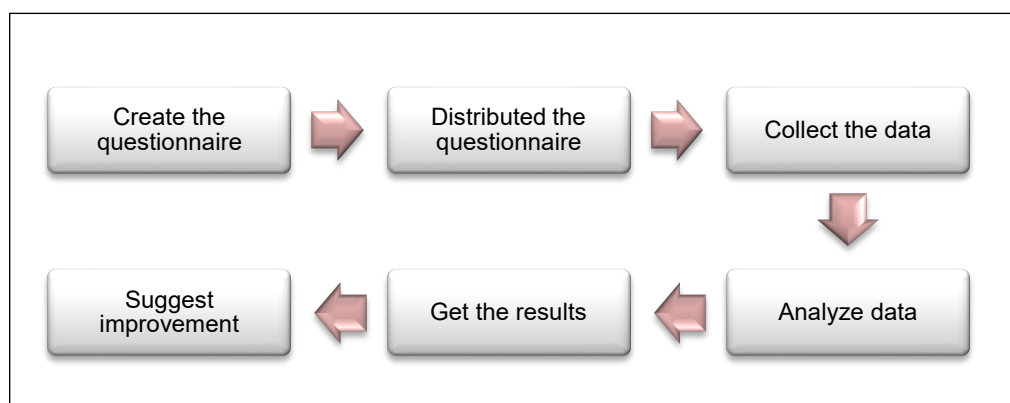 Create the
questionnaire
Distributed the
questionnaire
Collect the data
Analyze data
Get the results
Suggest
improvement